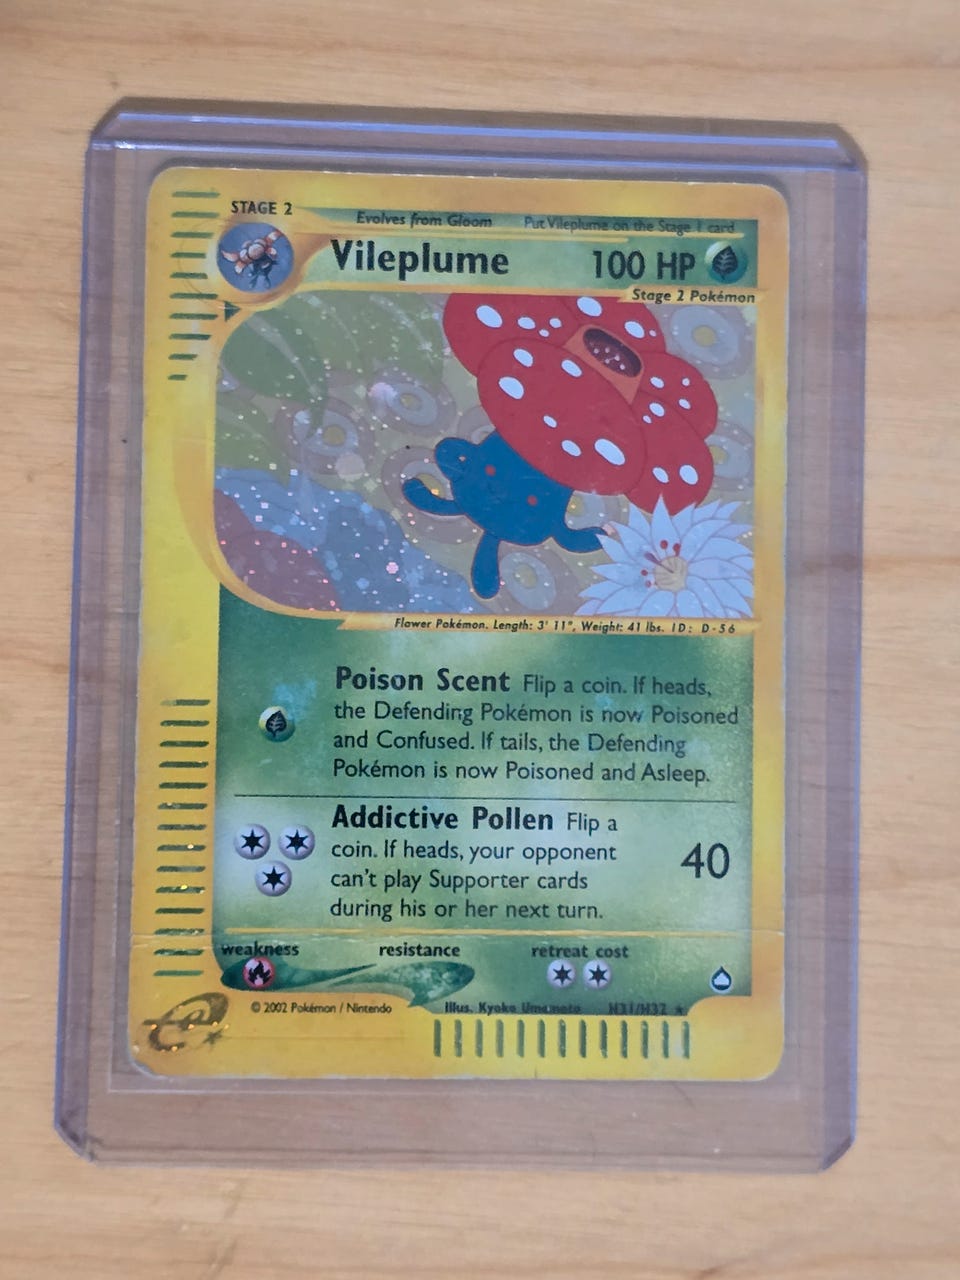 STAGE 2
Evolves from Gloom Put Vileplume on the Stage 1 card
Vileplume 100 HP
Stage 2 Pokémon
Flower Pokémon. Length: 3' 11", Weight: 41 lbs. ID: D-56
Poison Scent Flip a coin. If heads,
the Defending Pokémon is now Poisoned
and Confused. If tails, the Defending
Pokémon is now Poisoned and Asleep.
Addictive Pollen Flip a
coin. If heads, your opponent
can't play Supporter cards
during his or her next turn.
40
weakness resistance retreat cost
© 2002 Pokémon / Nintendo Illus. Kyoko Umemoto H31/H32 ★
e